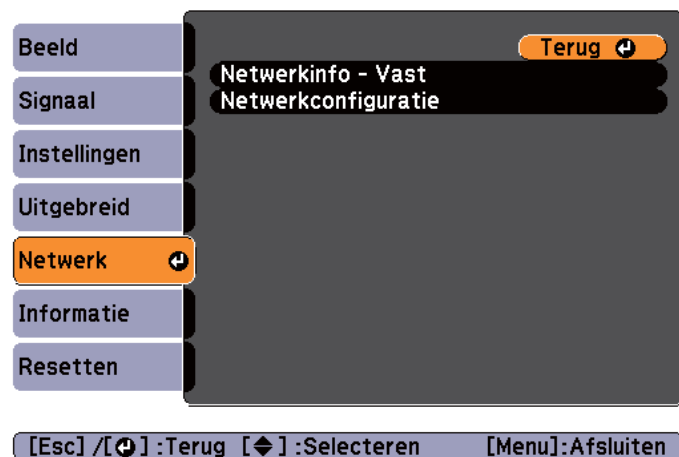 Beeld
Signaal
Instellingen
Uitgebreid
Netwerk
Informatie
Resetten
Terug
Netwerkinfo - Vast
Netwerkconfiguratie
[Esc] /[ ] :Terug [ ] :Selecteren [Menu]:Afsluiten